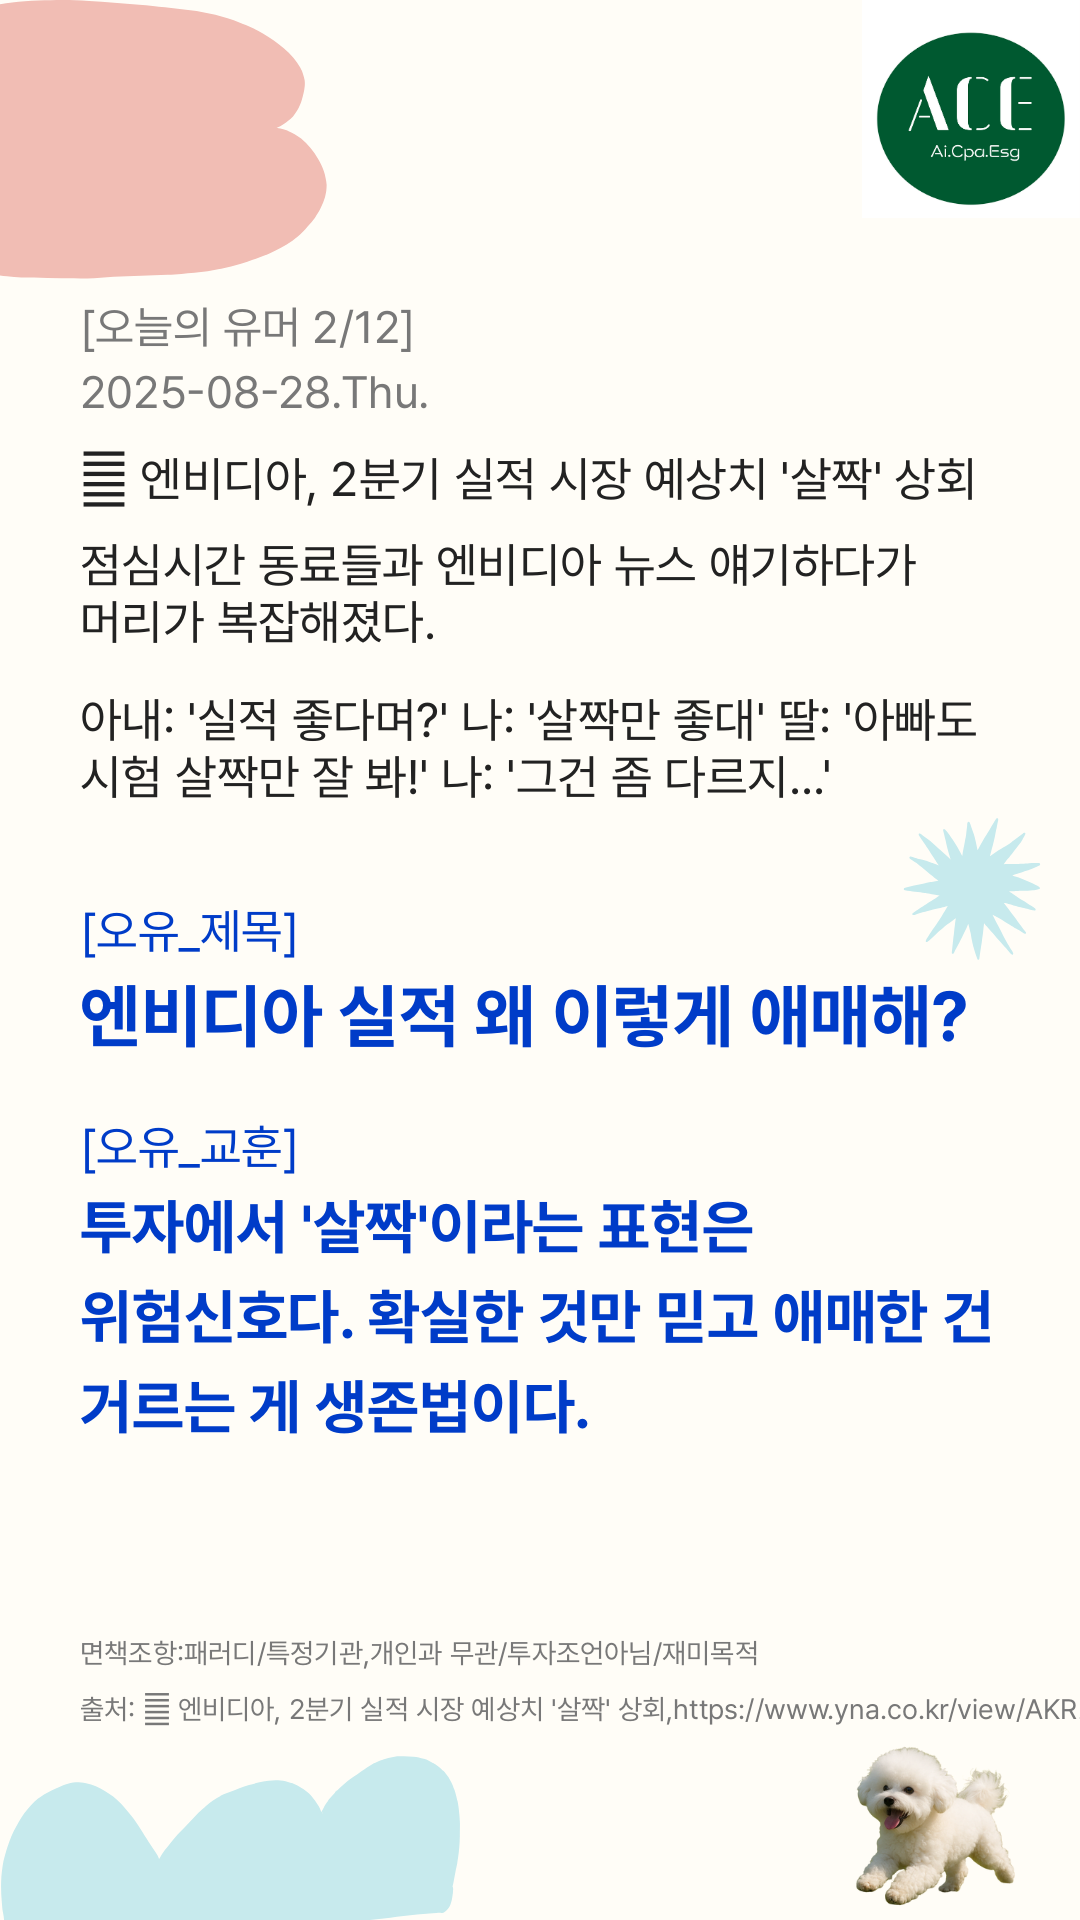 ACE
Ai.Cpa.Esg
[오늘의 유머 2/12]
2025-08-28.Thu.
䷀ 엔비디아, 2분기 실적 시장 예상치 '살짝' 상회
점심시간 동료들과 엔비디아 뉴스 얘기하다가
머리가 복잡해졌다.
아내: '실적 좋다며?' 나: '살짝만 좋대' 딸: '아빠도
시험 살짝만 잘 봐!' 나: '그건 좀 다르지...'
[오유_제목]
엔비디아 실적 왜 이렇게 애매해?
[오유_교훈]
투자에서 '살짝'이라는 표현은
위험신호다. 확실한 것만 믿고 애매한 건
거르는 게 생존법이다.
면책조항:패러디/특정기관,개인과 무관/투자조언아님/재미목적
출처: ䷀ 엔비디아, 2분기 실적 시장 예상치 '살짝' 상회,https://www.yna.co.kr/view/AKR